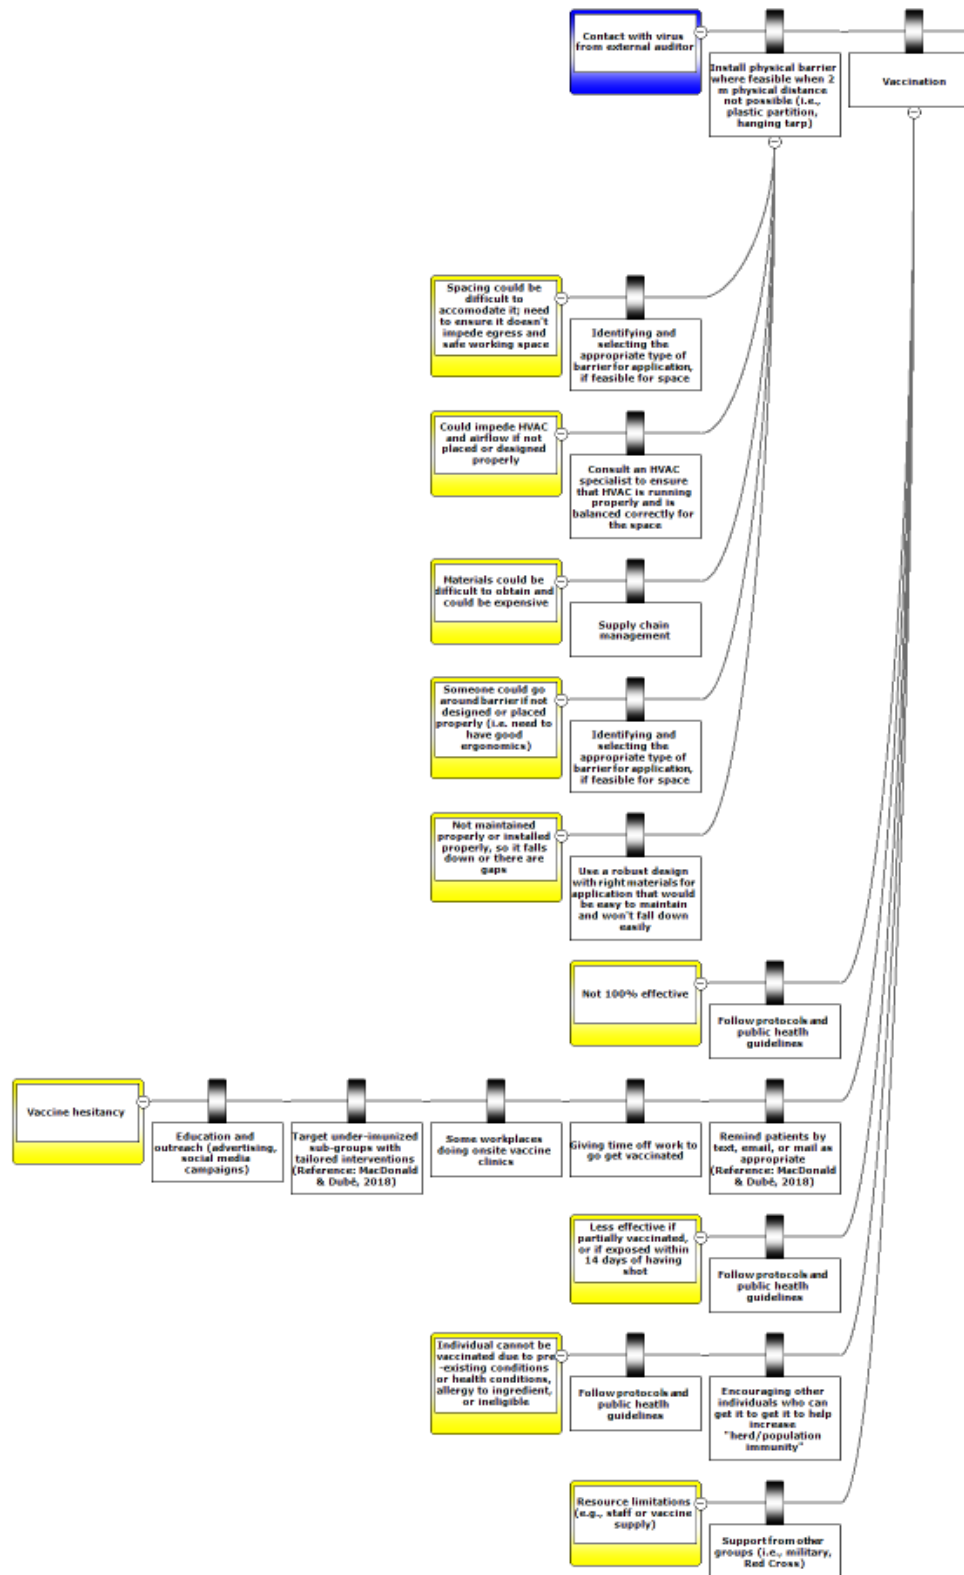 Contact with virus
from external auditor
Install physical barrier
where feasible when 2
m physical distance
not possible (i.e.,
plastic partition,
hanging tarp)
Vaccination
Spacing could be
difficult to
accomodate it; need
to ensure it doesn't
impede egress and
safe working space
Identifying and
selecting the
appropriate type of
barrier for application,
if feasible for space
Could impede HVAC
and airflow if not
placed or designed
properly
Consult an HVAC
specialist to ensure
that HVAC is running
properly and is
balanced correctly for
the space
Materials could be
difficult to obtain and
could be expensive
Supply chain
management
Someone could go
around barrier if not
designed or placed
properly (i.e. need to
have good
ergonomics)
Identifying and
selecting the
appropriate type of
barrier for application,
if feasible for space
Not maintained
properly or installed
properly, so it falls
down or there are
gaps
Use a robust design
with right materials for
application that would
be easy to maintain
and won't fall down
easily
Not 100% effective
Follow protocols and
public heatlh
guidelines
Vaccine hesitancy
Education and
outreach (advertising,
social media
campaigns)
Target under-imunized
sub-groups with
tailored interventions
(Reference: MacDonald
& Dubé, 2018)
Some workplaces
doing onsite vaccine
clinics
Giving time off work to
go get vaccinated
Remind patients by
text, email, or mail as
appropriate
(Reference: MacDonald
& Dubé, 2018)
Less effective if
partially vaccinated,
or if exposed within
14 days of having
shot
Follow protocols and
public heatlh
guidelines
Individual cannot be
vaccinated due to pre
-existing conditions
or health conditions,
allergy to ingredient,
or ineligible
Follow protocols and
public heatlh
guidelines
Encouraging other
individuals who can
get it to get it to help
increase
"herd/population
immunity"
Resource limitations
(e.g., staff or vaccine
supply)
Support from other
groups (i.e., military,
Red Cross)